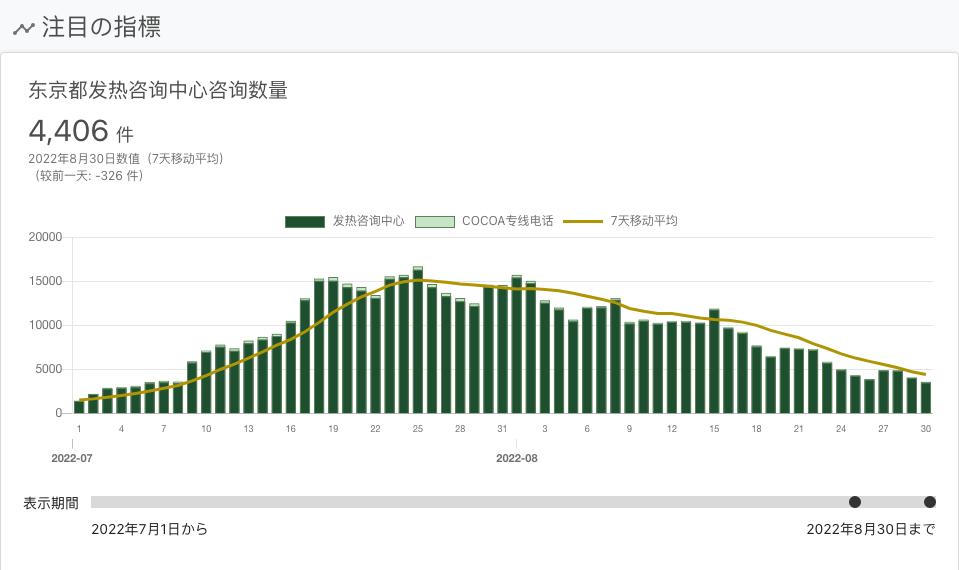 注目の指標
东京都发热咨询中心咨询数量
4,406 件
2022年8月30日数值（7天移动平均）
（较前一天: -326 件）
发热咨询中心 COCOA专线电话 7天移动平均
20000
15000
10000
5000
0
1 4 7 10 13 16 19 22 25 28 31 3 6 9 12 15 18 21 24 27 30
2022-07 2022-08
表示期間
2022年7月1日から 2022年8月30日まで